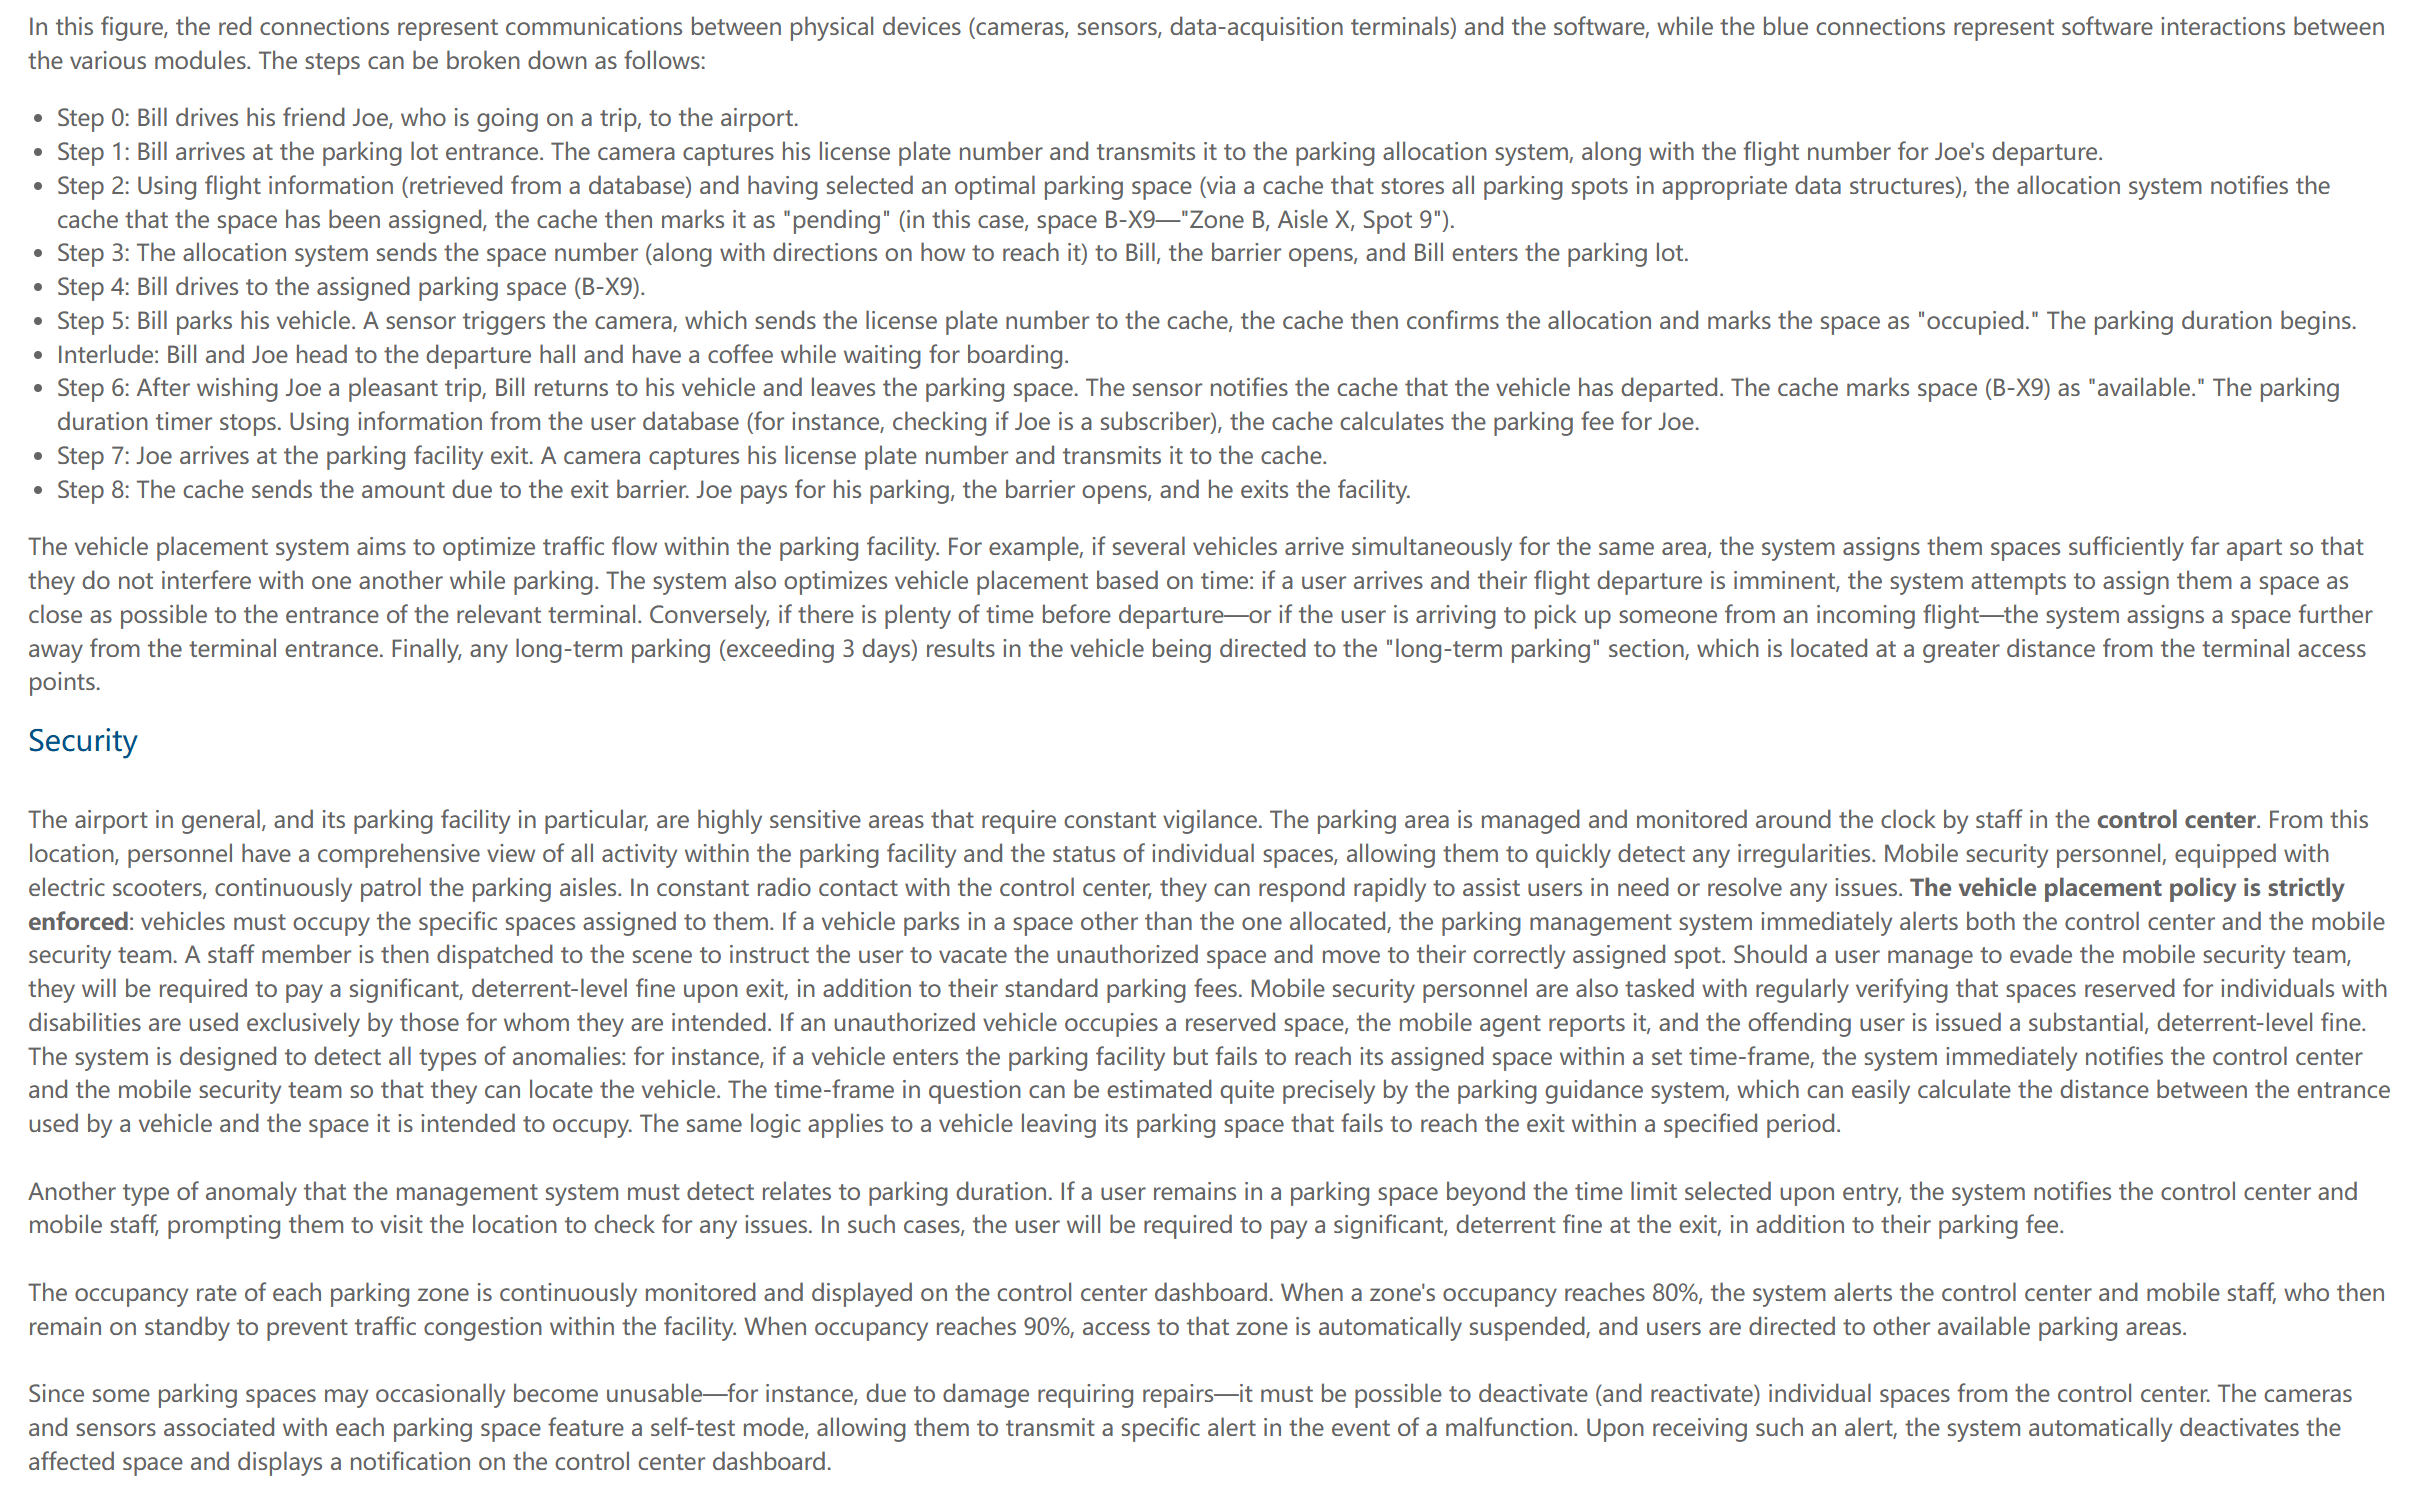 In this figure, the red connections represent communications between physical devices (cameras, sensors, data-acquisition terminals) and the software, while the blue connections represent software interactions between
the various modules. The steps can be broken down as follows:
• Step 0: Bill drives his friend Joe, who is going on a trip, to the airport.
• Step 1: Bill arrives at the parking lot entrance. The camera captures his license plate number and transmits it to the parking allocation system, along with the flight number for Joe's departure.
• Step 2: Using flight information (retrieved from a database) and having selected an optimal parking space (via a cache that stores all parking spots in appropriate data structures), the allocation system notifies the
cache that the space has been assigned, the cache then marks it as "pending" (in this case, space B-X9—"Zone B, Aisle X, Spot 9").
• Step 3: The allocation system sends the space number (along with directions on how to reach it) to Bill, the barrier opens, and Bill enters the parking lot.
• Step 4: Bill drives to the assigned parking space (B-X9).
• Step 5: Bill parks his vehicle. A sensor triggers the camera, which sends the license plate number to the cache, the cache then confirms the allocation and marks the space as "occupied." The parking duration begins.
• Interlude: Bill and Joe head to the departure hall and have a coffee while waiting for boarding.
• Step 6: After wishing Joe a pleasant trip, Bill returns to his vehicle and leaves the parking space. The sensor notifies the cache that the vehicle has departed. The cache marks space (B-X9) as "available." The parking
duration timer stops. Using information from the user database (for instance, checking if Joe is a subscriber), the cache calculates the parking fee for Joe.
• Step 7: Joe arrives at the parking facility exit. A camera captures his license plate number and transmits it to the cache.
• Step 8: The cache sends the amount due to the exit barrier. Joe pays for his parking, the barrier opens, and he exits the facility.
The vehicle placement system aims to optimize traffic flow within the parking facility. For example, if several vehicles arrive simultaneously for the same area, the system assigns them spaces sufficiently far apart so that
they do not interfere with one another while parking. The system also optimizes vehicle placement based on time: if a user arrives and their flight departure is imminent, the system attempts to assign them a space as
close as possible to the entrance of the relevant terminal. Conversely, if there is plenty of time before departure—or if the user is arriving to pick up someone from an incoming flight—the system assigns a space further
away from the terminal entrance. Finally, any long-term parking (exceeding 3 days) results in the vehicle being directed to the "long-term parking" section, which is located at a greater distance from the terminal access
points.
Security
The airport in general, and its parking facility in particular, are highly sensitive areas that require constant vigilance. The parking area is managed and monitored around the clock by staff in the control center. From this
location, personnel have a comprehensive view of all activity within the parking facility and the status of individual spaces, allowing them to quickly detect any irregularities. Mobile security personnel, equipped with
electric scooters, continuously patrol the parking aisles. In constant radio contact with the control center, they can respond rapidly to assist users in need or resolve any issues. The vehicle placement policy is strictly
enforced: vehicles must occupy the specific spaces assigned to them. If a vehicle parks in a space other than the one allocated, the parking management system immediately alerts both the control center and the mobile
security team. A staff member is then dispatched to the scene to instruct the user to vacate the unauthorized space and move to their correctly assigned spot. Should a user manage to evade the mobile security team,
they will be required to pay a significant, deterrent-level fine upon exit, in addition to their standard parking fees. Mobile security personnel are also tasked with regularly verifying that spaces reserved for individuals with
disabilities are used exclusively by those for whom they are intended. If an unauthorized vehicle occupies a reserved space, the mobile agent reports it, and the offending user is issued a substantial, deterrent-level fine.
The system is designed to detect all types of anomalies: for instance, if a vehicle enters the parking facility but fails to reach its assigned space within a set time-frame, the system immediately notifies the control center
and the mobile security team so that they can locate the vehicle. The time-frame in question can be estimated quite precisely by the parking guidance system, which can easily calculate the distance between the entrance
used by a vehicle and the space it is intended to occupy. The same logic applies to a vehicle leaving its parking space that fails to reach the exit within a specified period.
Another type of anomaly that the management system must detect relates to parking duration. If a user remains in a parking space beyond the time limit selected upon entry, the system notifies the control center and
mobile staff, prompting them to visit the location to check for any issues. In such cases, the user will be required to pay a significant, deterrent fine at the exit, in addition to their parking fee.
The occupancy rate of each parking zone is continuously monitored and displayed on the control center dashboard. When a zone's occupancy reaches 80%, the system alerts the control center and mobile staff, who then
remain on standby to prevent traffic congestion within the facility. When occupancy reaches 90%, access to that zone is automatically suspended, and users are directed to other available parking areas.
Since some parking spaces may occasionally become unusable—for instance, due to damage requiring repairs—it must be possible to deactivate (and reactivate) individual spaces from the control center. The cameras
and sensors associated with each parking space feature a self-test mode, allowing them to transmit a specific alert in the event of a malfunction. Upon receiving such an alert, the system automatically deactivates the
affected space and displays a notification on the control center dashboard.